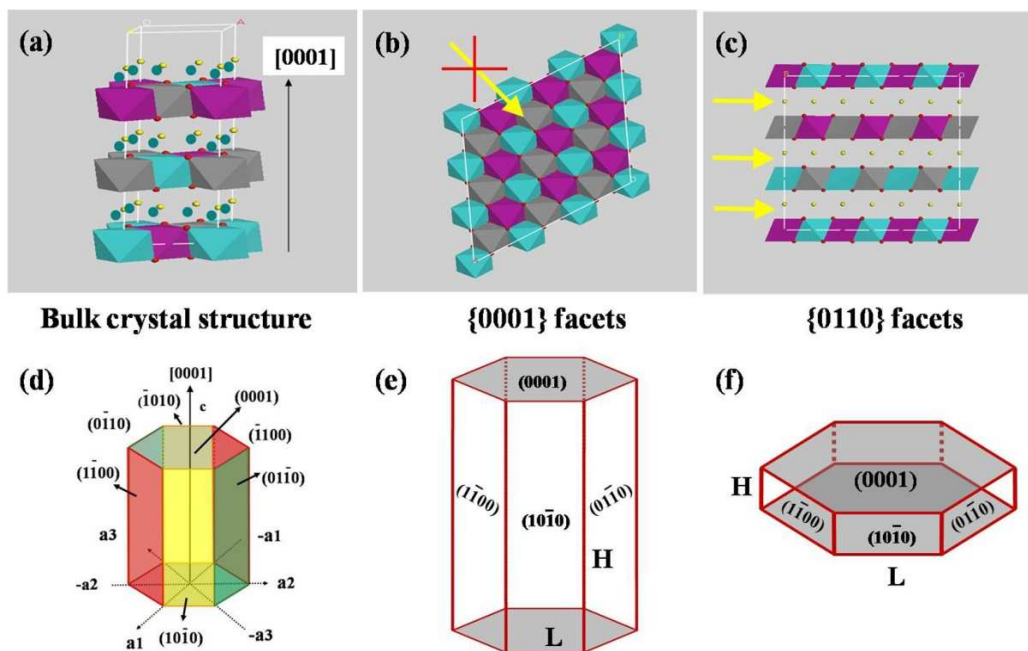 (a)
C
A
[0001]
(b)
(c)
Bulk crystal structure
{0001} facets
{0110} facets
(d)
[0001]
c
(1̅010)
(0001)
(01̅10)
(1̅100)
(11̅00)
(011̅0)
a3
-a1
-a2
a2
a1
(101̅0)
-a3
(e)
(0001)
(11̅00)
(101̅0)
(011̅0)
H
L
(f)
H
(0001)
(11̅00)
(101̅0)
(011̅0)
L